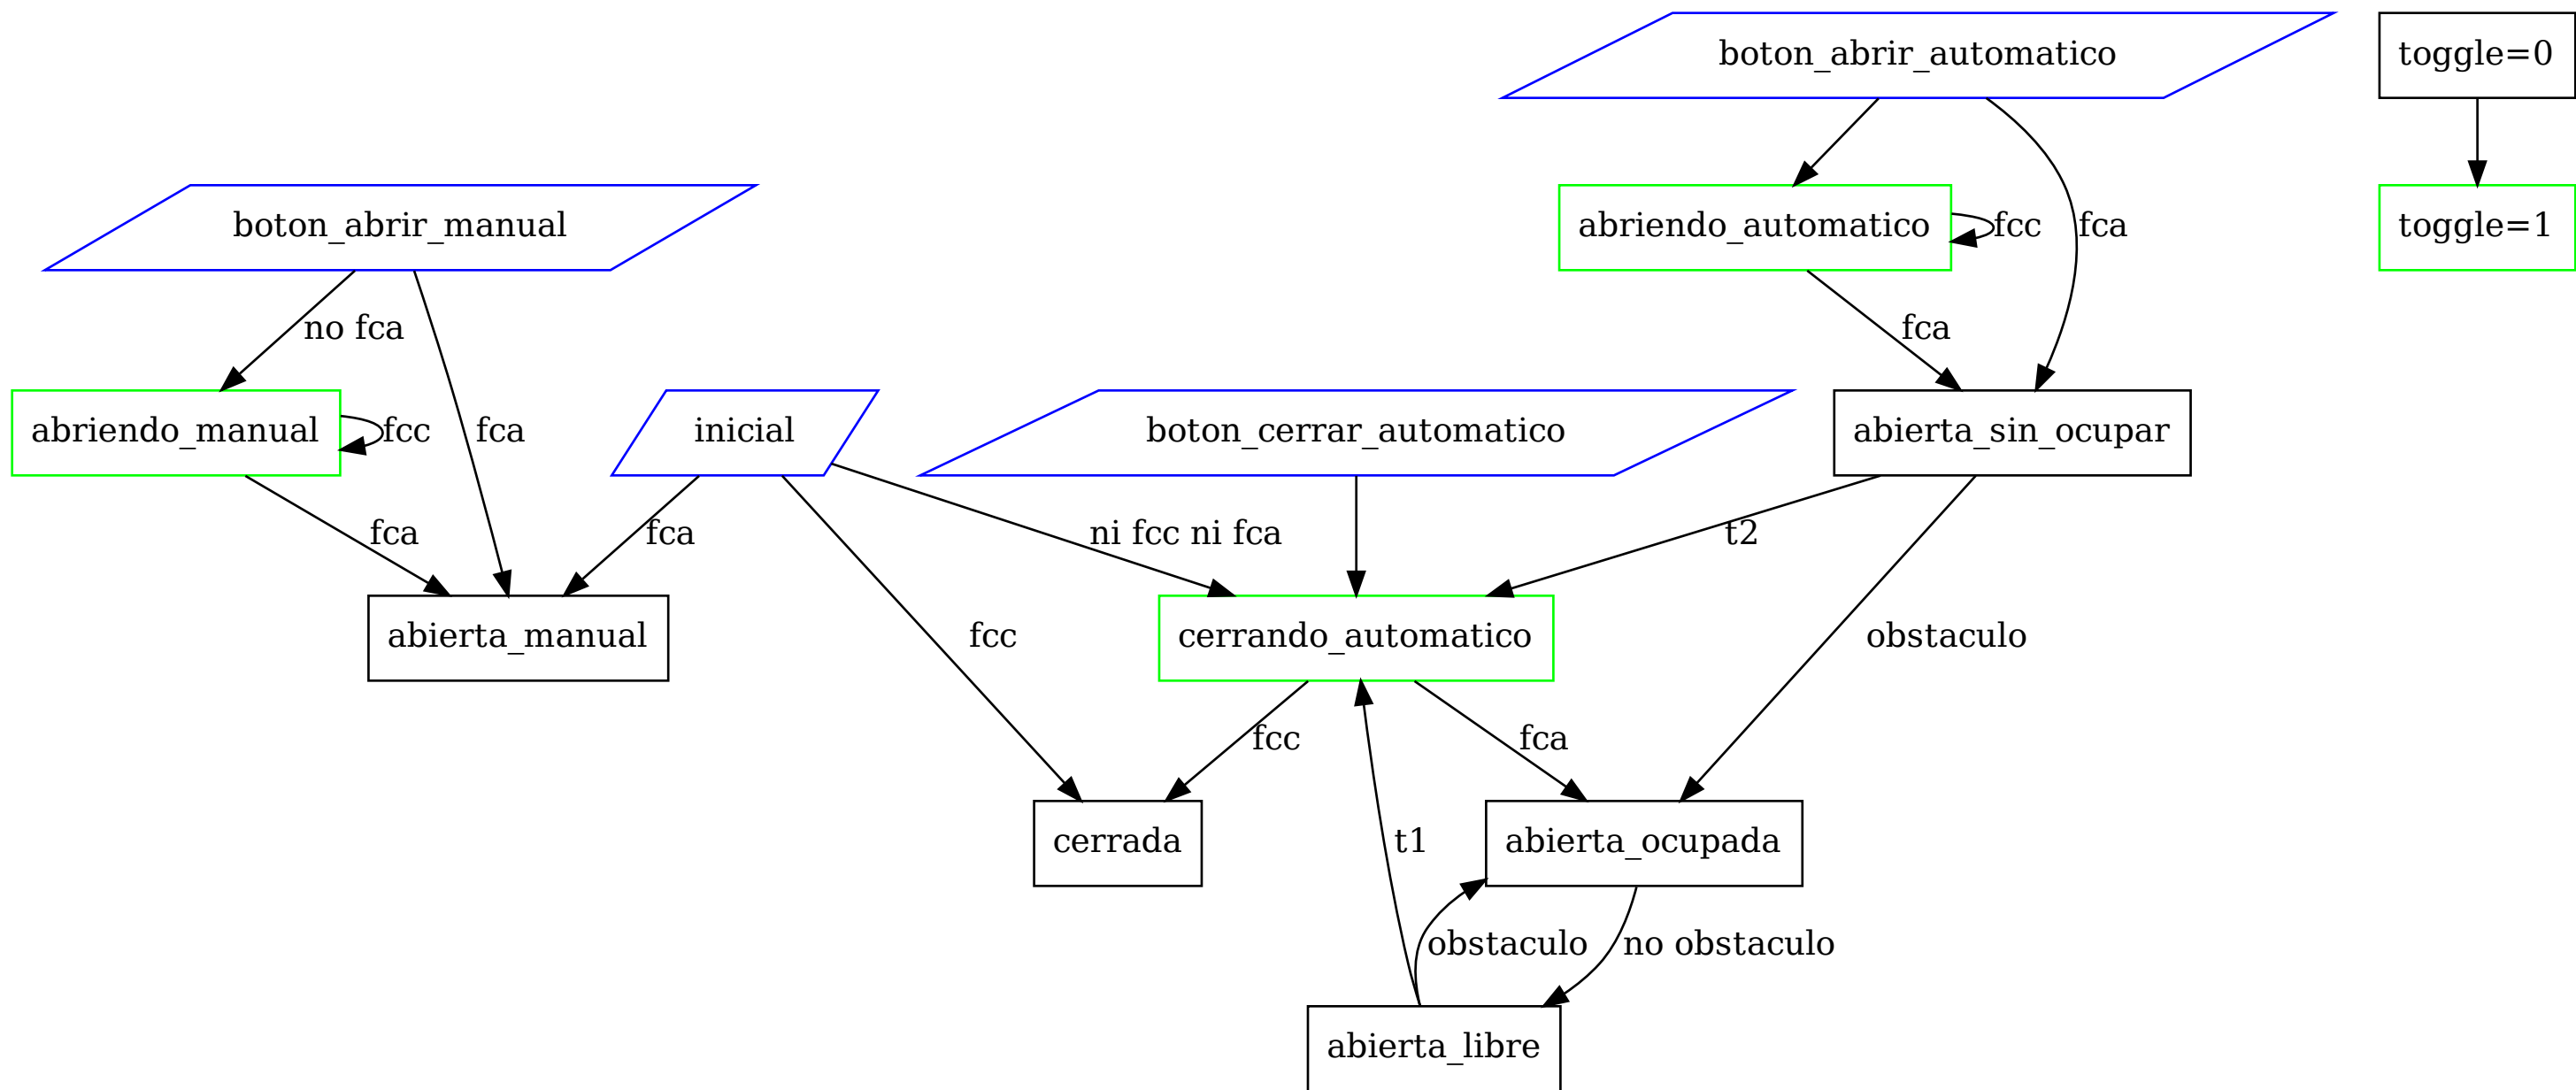 boton_abrir_automatico
toggle=0
boton_abrir_manual
abriendo_automatico
fcc
fca
toggle=1
no fca
fca
abriendo_manual
fcc
fca
inicial
boton_cerrar_automatico
abierta_sin_ocupar
fca
fca
ni fcc ni fca
t2
abierta_manual
fcc
cerrando_automatico
obstaculo
fcc
fca
cerrada
t1
abierta_ocupada
obstaculo
no obstaculo
abierta_libre